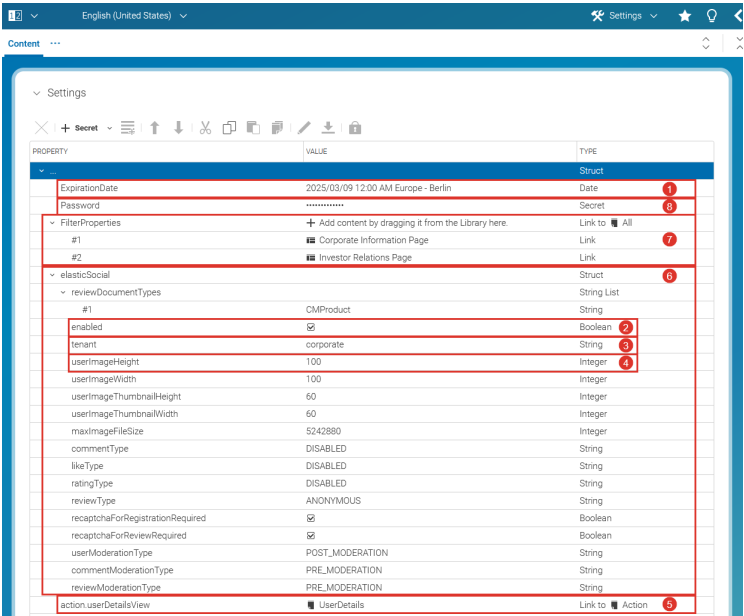 12 English (United States) Settings
Content ...
Settings
+ Secret
PROPERTY VALUE TYPE
... Struct
ExpirationDate 2025/03/09 12:00 AM Europe - Berlin Date 1
Password ••••••••••••• Secret 8
FilterProperties + Add content by dragging it from the Library here. Link to All
#1 Corporate Information Page Link 7
#2 Investor Relations Page Link
elasticSocial Struct 6
reviewDocumentTypes String List
#1 CMProduct String
enabled Boolean 2
tenant corporate String 3
userImageHeight 100 Integer 4
userImageWidth 100 Integer
userImageThumbnailHeight 60 Integer
userImageThumbnailWidth 60 Integer
maxImageFileSize 5242880 Integer
commentType DISABLED String
likeType DISABLED String
ratingType DISABLED String
reviewType ANONYMOUS String
recaptchaForRegistrationRequired Boolean
recaptchaForReviewRequired Boolean
userModerationType POST_MODERATION String
commentModerationType PRE_MODERATION String
reviewModerationType PRE_MODERATION String
action.userDetailsView UserDetails Link to Action 5